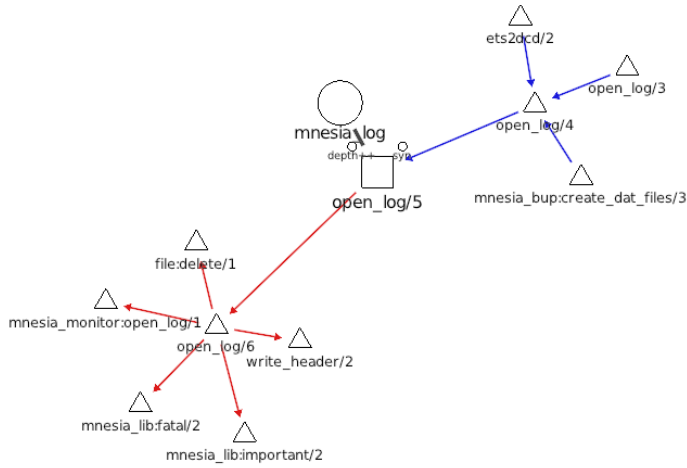 ets2dcd/2
open_log/3
open_log/4
mnesia_log
depth++ syn
mnesia_bup:create_dat_files/3
open_log/5
file:delete/1
mnesia_monitor:open_log/1
open_log/6
write_header/2
mnesia_lib:fatal/2
mnesia_lib:important/2